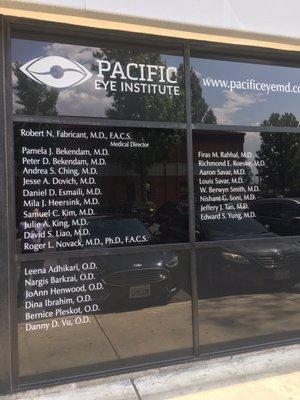 PACIFIC
EYE INSTITUTE
www.pacificeyemd.c
Robert N. Fabricant, M.D., F.A.C.S.
Medical Director
Pamela J. Bekendam, M.D.
Peter D. Bekendam, M.D.
Andrea S. Ching, M.D.
Jesse A. Dovich, M.D.
Daniel D. Esmaili, M.D.
Mila J. Heersink, M.D.
Samuel C. Kim, M.D.
Julie A. King, M.D.
David S. Liao, M.D.
Roger L. Novack, M.D., Ph.D., F.A.C.S.
Firas M. Rahhal, M.D.
Richmond E. Roeske, M.D.
Aaron Savar, M.D.
Louis Savar, M.D.
W. Berwyn Smith, M.D.
Nishant G. Soni, M.D.
Jeffery J. Tan, M.D.
Edward S. Yung, M.D.
Leena Adhikari, O.D.
Nargis Barkzai, O.D.
JoAnn Henwood, O.D.
Dina Ibrahim, O.D.
Bernice Pleskot, O.D.
Danny D. Vu, O.D.